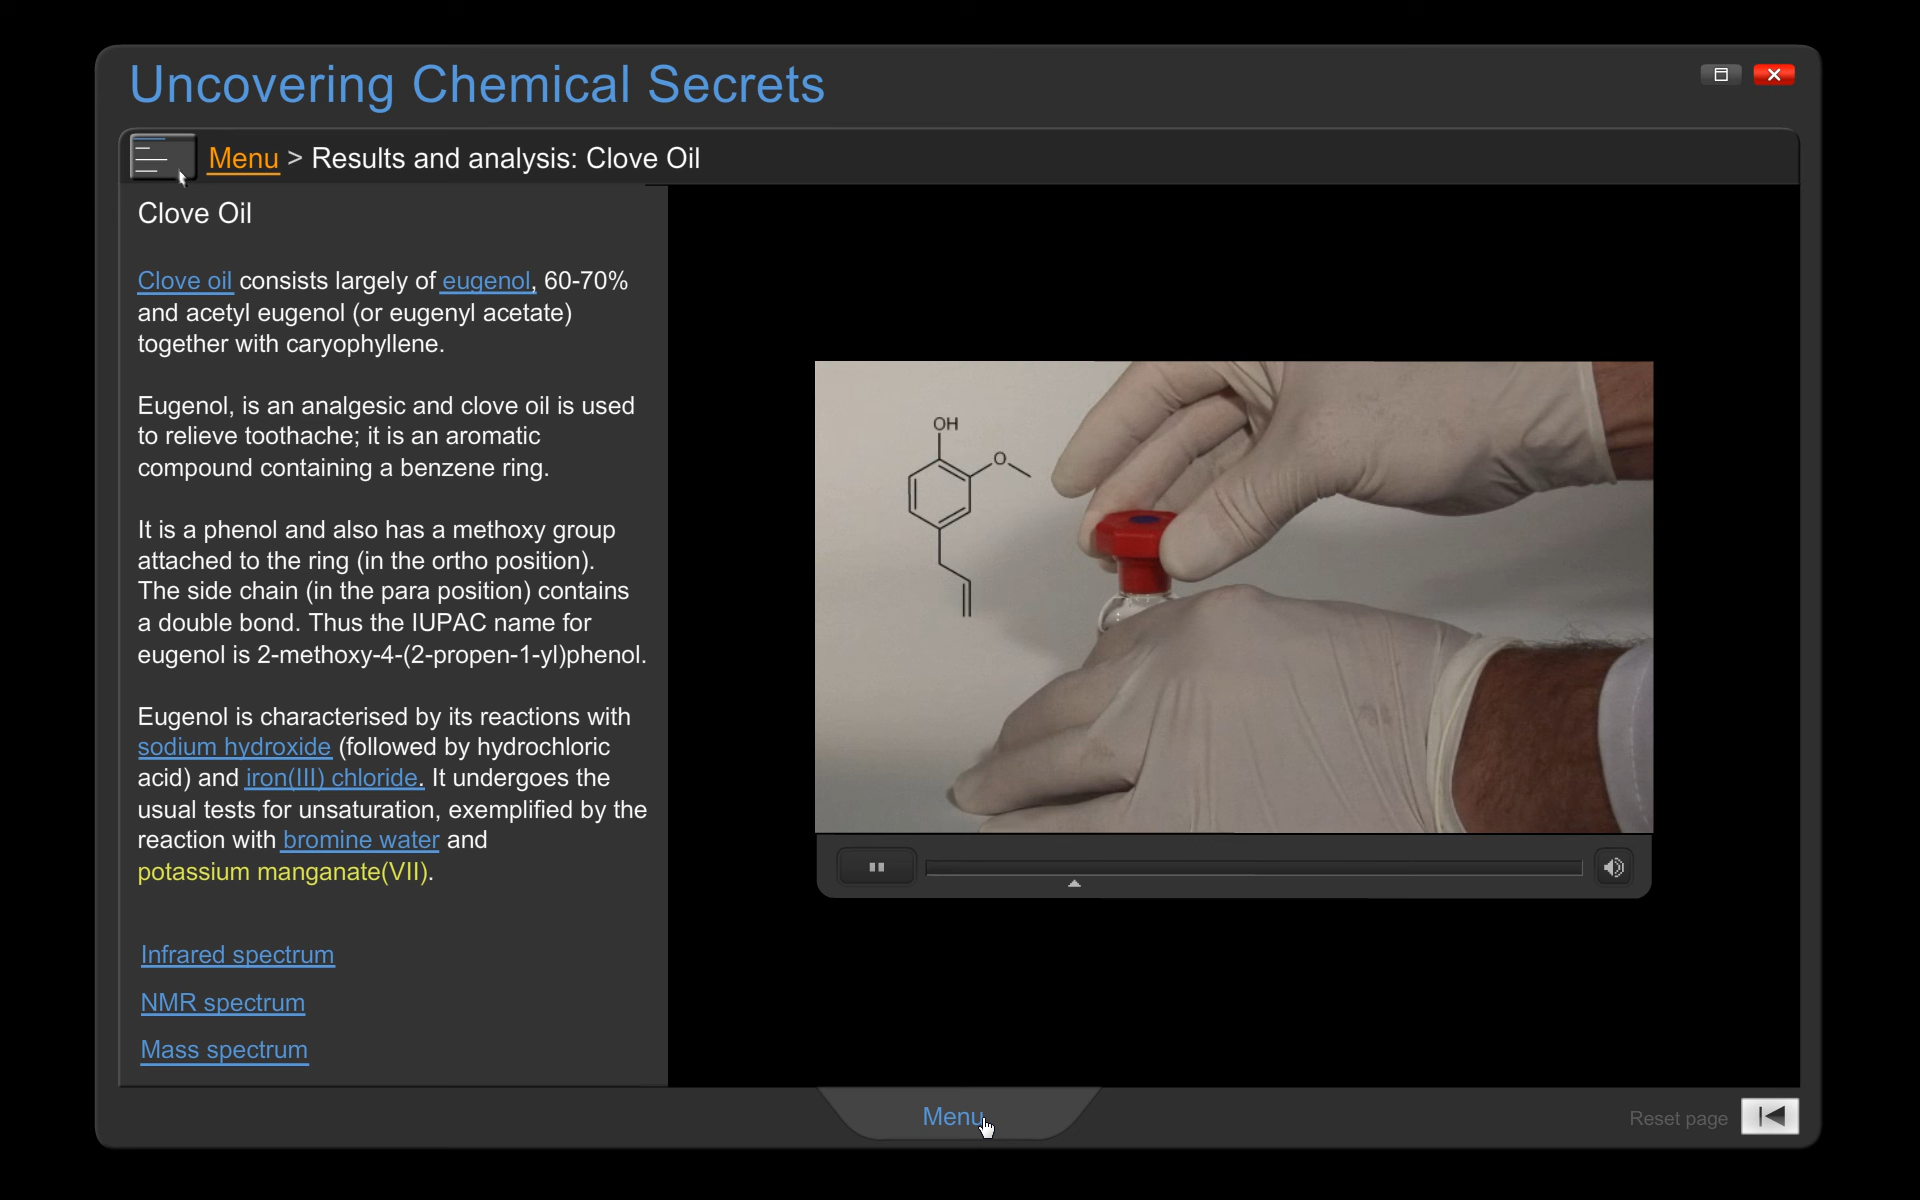 Uncovering Chemical Secrets
Menu > Results and analysis: Clove Oil
Clove Oil
Clove oil consists largely of eugenol, 60-70%
and acetyl eugenol (or eugenyl acetate)
together with caryophyllene.
Eugenol, is an analgesic and clove oil is used
to relieve toothache; it is an aromatic
compound containing a benzene ring.
It is a phenol and also has a methoxy group
attached to the ring (in the ortho position).
The side chain (in the para position) contains
a double bond. Thus the IUPAC name for
eugenol is 2-methoxy-4-(2-propen-1-yl)phenol.
Eugenol is characterised by its reactions with
sodium hydroxide (followed by hydrochloric
acid) and iron(III) chloride. It undergoes the
usual tests for unsaturation, exemplified by the
reaction with bromine water and
potassium manganate(VII).
Infrared spectrum
NMR spectrum
Mass spectrum
OH
O
Menu
Reset page